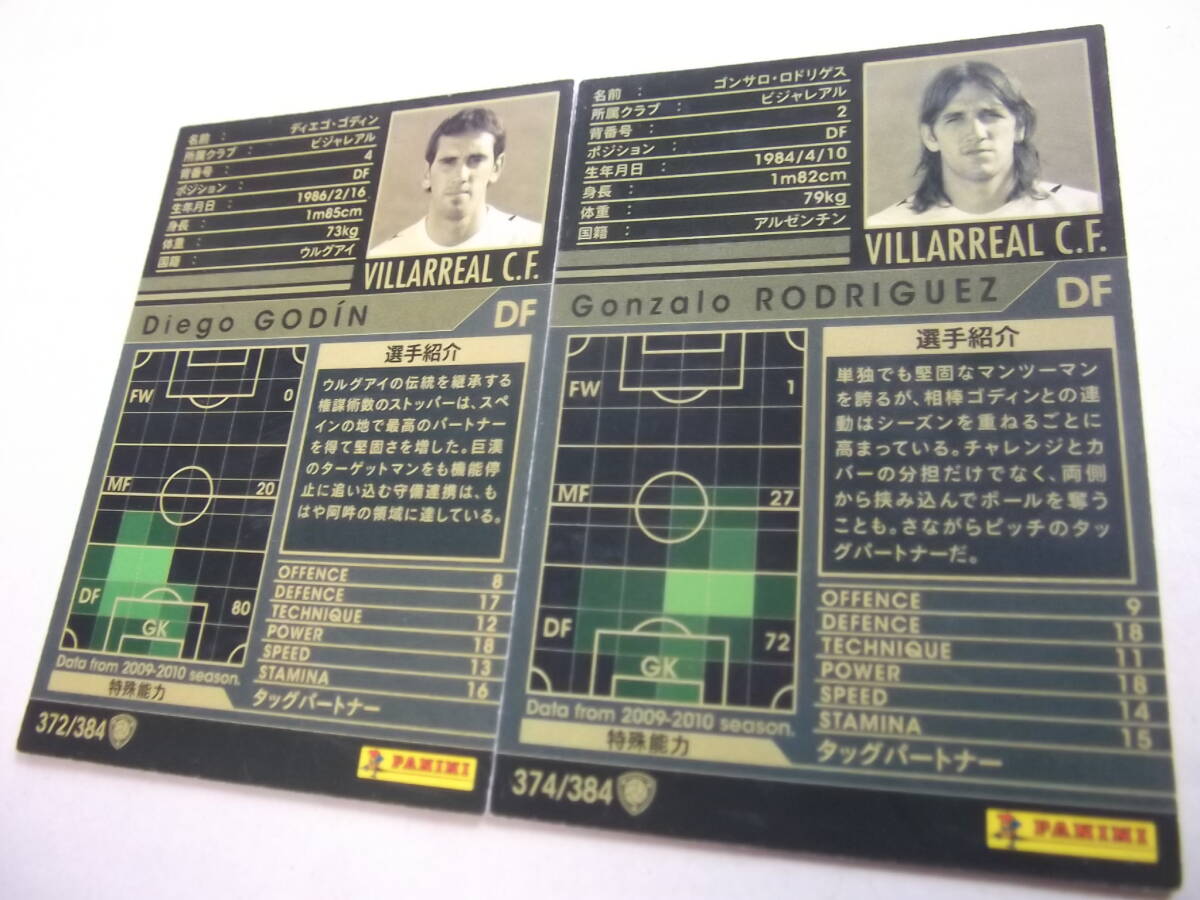 名前 : ディエゴ・ゴディン
所属クラブ : ビジャレアル
背番号 : 4
ポジション : DF
生年月日 : 1986/2/16
身長 : 1m85cm
体重 : 73kg
国籍 : ウルグアイ
VILLARREAL C.F.
Diego GODÍN DF
FW 0
MF 20
DF 80
GK
Data from 2009-2010 season.
選手紹介
ウルグアイの伝統を継承する
権謀術数のストッパーは、スペ
インの地で最高のパートナー
を得て堅固さを増した。巨漢
のターゲットマンをも機能停
止に追い込む守備連携は、も
はや阿吽の領域に達している。
OFFENCE 8
DEFENCE 17
TECHNIQUE 12
POWER 18
SPEED 13
STAMINA 16
特殊能力 タッグパートナー
372/384
PANINI
名前 : ゴンサロ・ロドリゲス
所属クラブ : ビジャレアル
背番号 : 2
ポジション : DF
生年月日 : 1984/4/10
身長 : 1m82cm
体重 : 79kg
国籍 : アルゼンチン
VILLARREAL C.F.
Gonzalo RODRIGUEZ DF
FW 1
MF 27
DF 72
GK
Data from 2009-2010 season.
選手紹介
単独でも堅固なマンツーマン
を誇るが、相棒ゴディンとの連
動はシーズンを重ねるごとに
高まっている。チャレンジとカ
バーの分担だけでなく、両側
から挟み込んでボールを奪う
ことも。さながらピッチのタッ
グパートナーだ。
OFFENCE 9
DEFENCE 18
TECHNIQUE 11
POWER 18
SPEED 14
STAMINA 15
特殊能力 タッグパートナー
374/384
PANINI